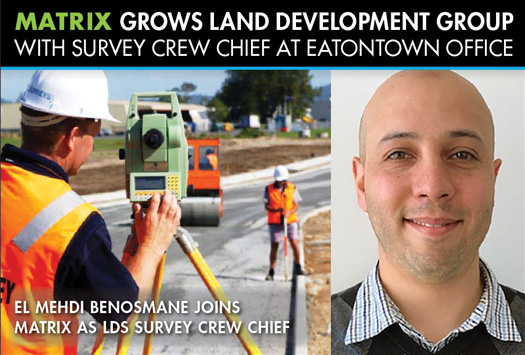 MATRIX GROWS LAND DEVELOPMENT GROUP
WITH SURVEY CREW CHIEF AT EATONTOWN OFFICE
SURVEYS
EL MEHDI BENOSMANE JOINS
MATRIX AS LDS SURVEY CREW CHIEF